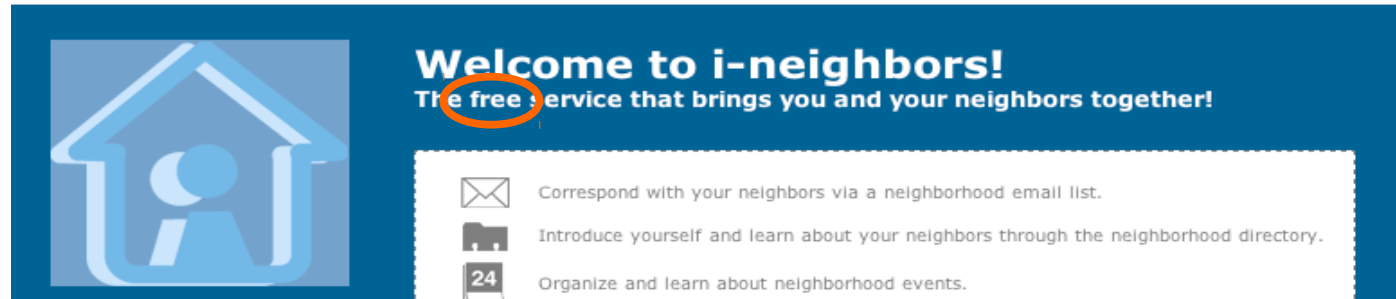 Welcome to i-neighbors!
The free service that brings you and your neighbors together!
Correspond with your neighbors via a neighborhood email list.
Introduce yourself and learn about your neighbors through the neighborhood directory.
24
Organize and learn about neighborhood events.